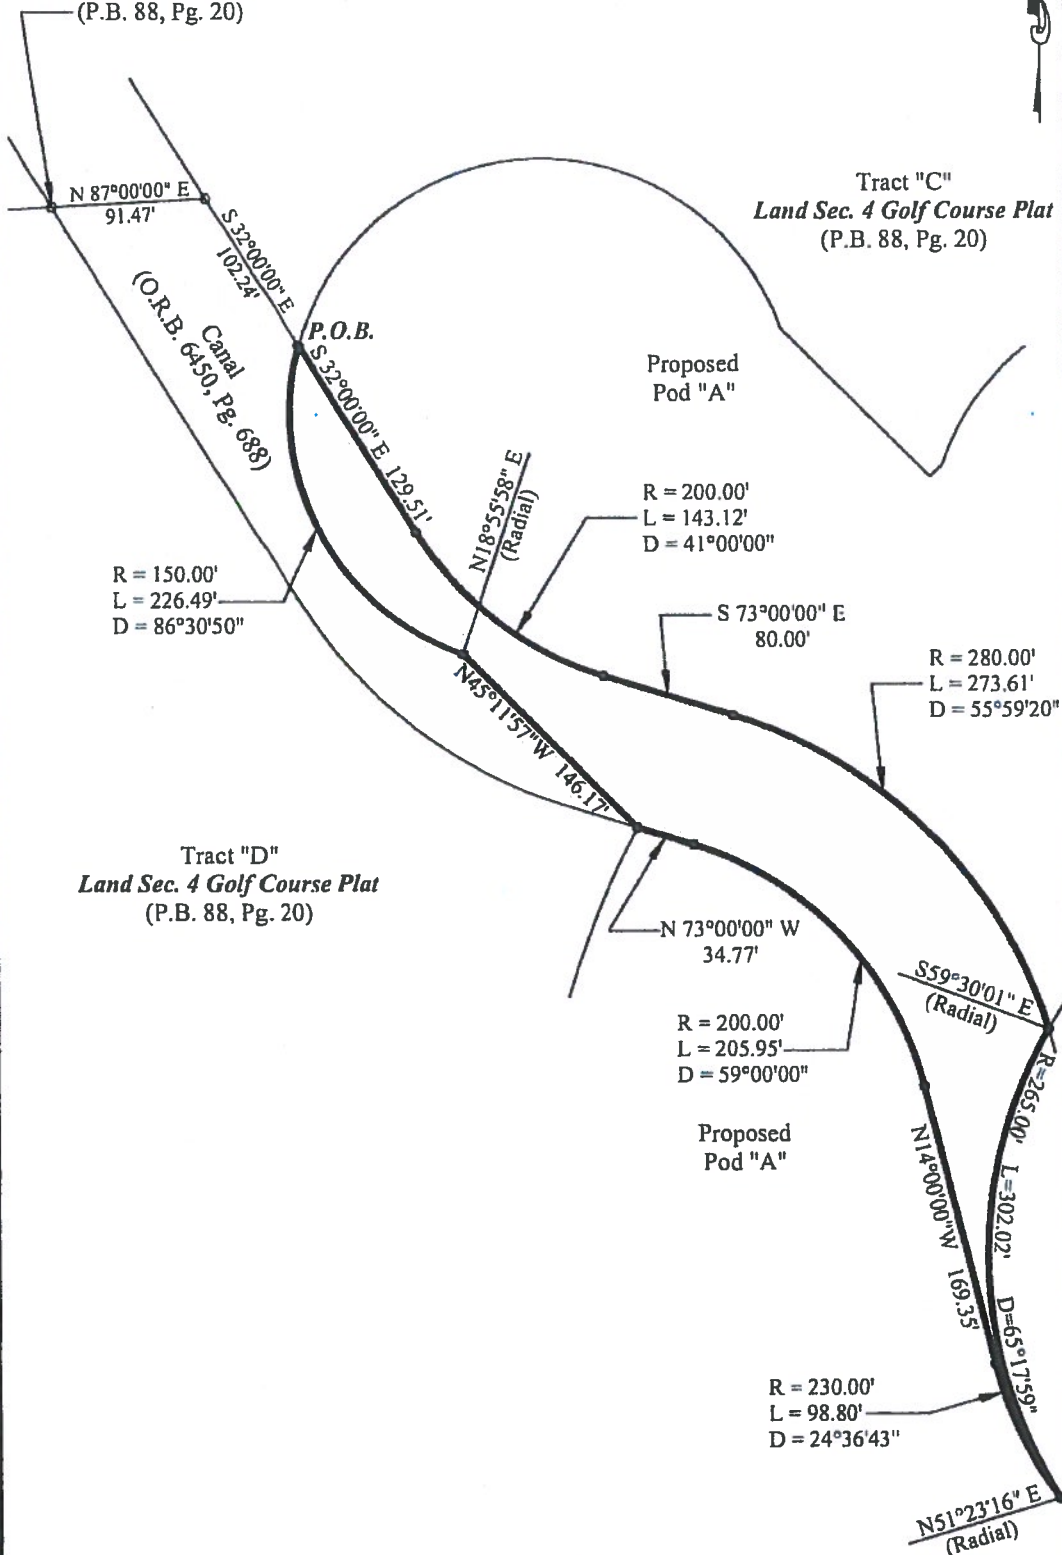 (P.B. 88, Pg. 20)
N 87°00'00" E
91.47'
S 32°00'00" E
102.24'
Tract "C"
Land Sec. 4 Golf Course Plat
(P.B. 88, Pg. 20)
Canal
(O.R.B. 6450, Pg. 688)
P.O.B.
S 32°00'00" E 129.51'
Proposed
Pod "A"
N18°55'58" E
(Radial)
R = 200.00'
L = 143.12'
D = 41°00'00"
R = 150.00'
L = 226.49'
D = 86°30'50"
S 73°00'00" E
80.00'
R = 280.00'
L = 273.61'
D = 55°59'20"
N45°11'57"W 146.17'
Tract "D"
Land Sec. 4 Golf Course Plat
(P.B. 88, Pg. 20)
N 73°00'00" W
34.77'
S59°30'01" E
(Radial)
R = 200.00'
L = 205.95'
D = 59°00'00"
R=265.00' L=302.02' D=65°17'59"
Proposed
Pod "A"
N14°00'00"W 169.35'
R = 230.00'
L = 98.80'
D = 24°36'43"
N51°23'16" E
(Radial)